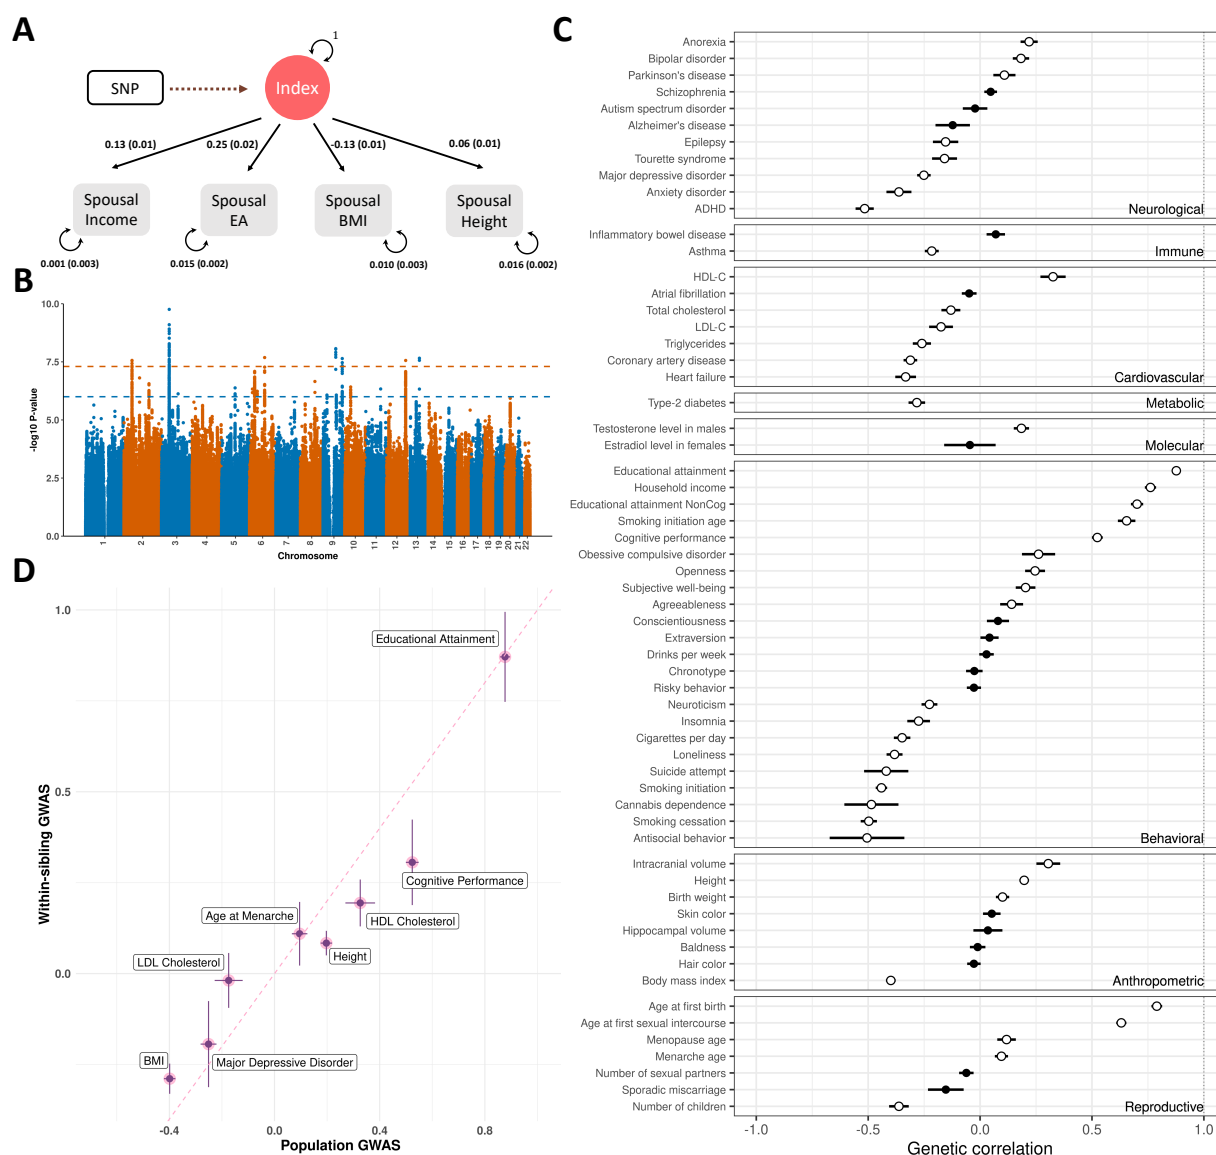 A
1
SNP
Index
0.13 (0.01)
0.25 (0.02)
-0.13 (0.01)
0.06 (0.01)
Spousal
Income
Spousal
EA
Spousal
BMI
Spousal
Height
0.001 (0.003)
0.015 (0.002)
0.010 (0.003)
0.016 (0.002)
B
10.0
7.5
5.0
2.5
0.0
-log10 P-value
1
2
3
4
5
6
7
8
9
10
11
12
13
14
15
16
17
18
19
20
21
22
Chromosome
C
Anorexia
Bipolar disorder
Parkinson's disease
Schizophrenia
Autism spectrum disorder
Alzheimer's disease
Epilepsy
Tourette syndrome
Major depressive disorder
Anxiety disorder
ADHD
Neurological
Inflammatory bowel disease
Asthma
Immune
HDL-C
Atrial fibrillation
Total cholesterol
LDL-C
Triglycerides
Coronary artery disease
Heart failure
Cardiovascular
Type-2 diabetes
Metabolic
Testosterone level in males
Estradiol level in females
Molecular
Educational attainment
Household income
Educational attainment NonCog
Smoking initiation age
Cognitive performance
Obessive compulsive disorder
Openness
Subjective well-being
Agreeableness
Conscientiousness
Extraversion
Drinks per week
Chronotype
Risky behavior
Neuroticism
Insomnia
Cigarettes per day
Loneliness
Suicide attempt
Smoking initiation
Cannabis dependence
Smoking cessation
Antisocial behavior
Behavioral
Intracranial volume
Height
Birth weight
Skin color
Hippocampal volume
Baldness
Hair color
Body mass index
Anthropometric
Age at first birth
Age at first sexual intercourse
Menopause age
Menarche age
Number of sexual partners
Sporadic miscarriage
Number of children
Reproductive
-1.0
-0.5
0.0
0.5
1.0
Genetic correlation
D
1.0
0.5
0.0
Within-sibling GWAS
Educational Attainment
Cognitive Performance
HDL Cholesterol
Age at Menarche
Height
LDL Cholesterol
Major Depressive Disorder
BMI
-0.4
0.0
0.4
0.8
Population GWAS